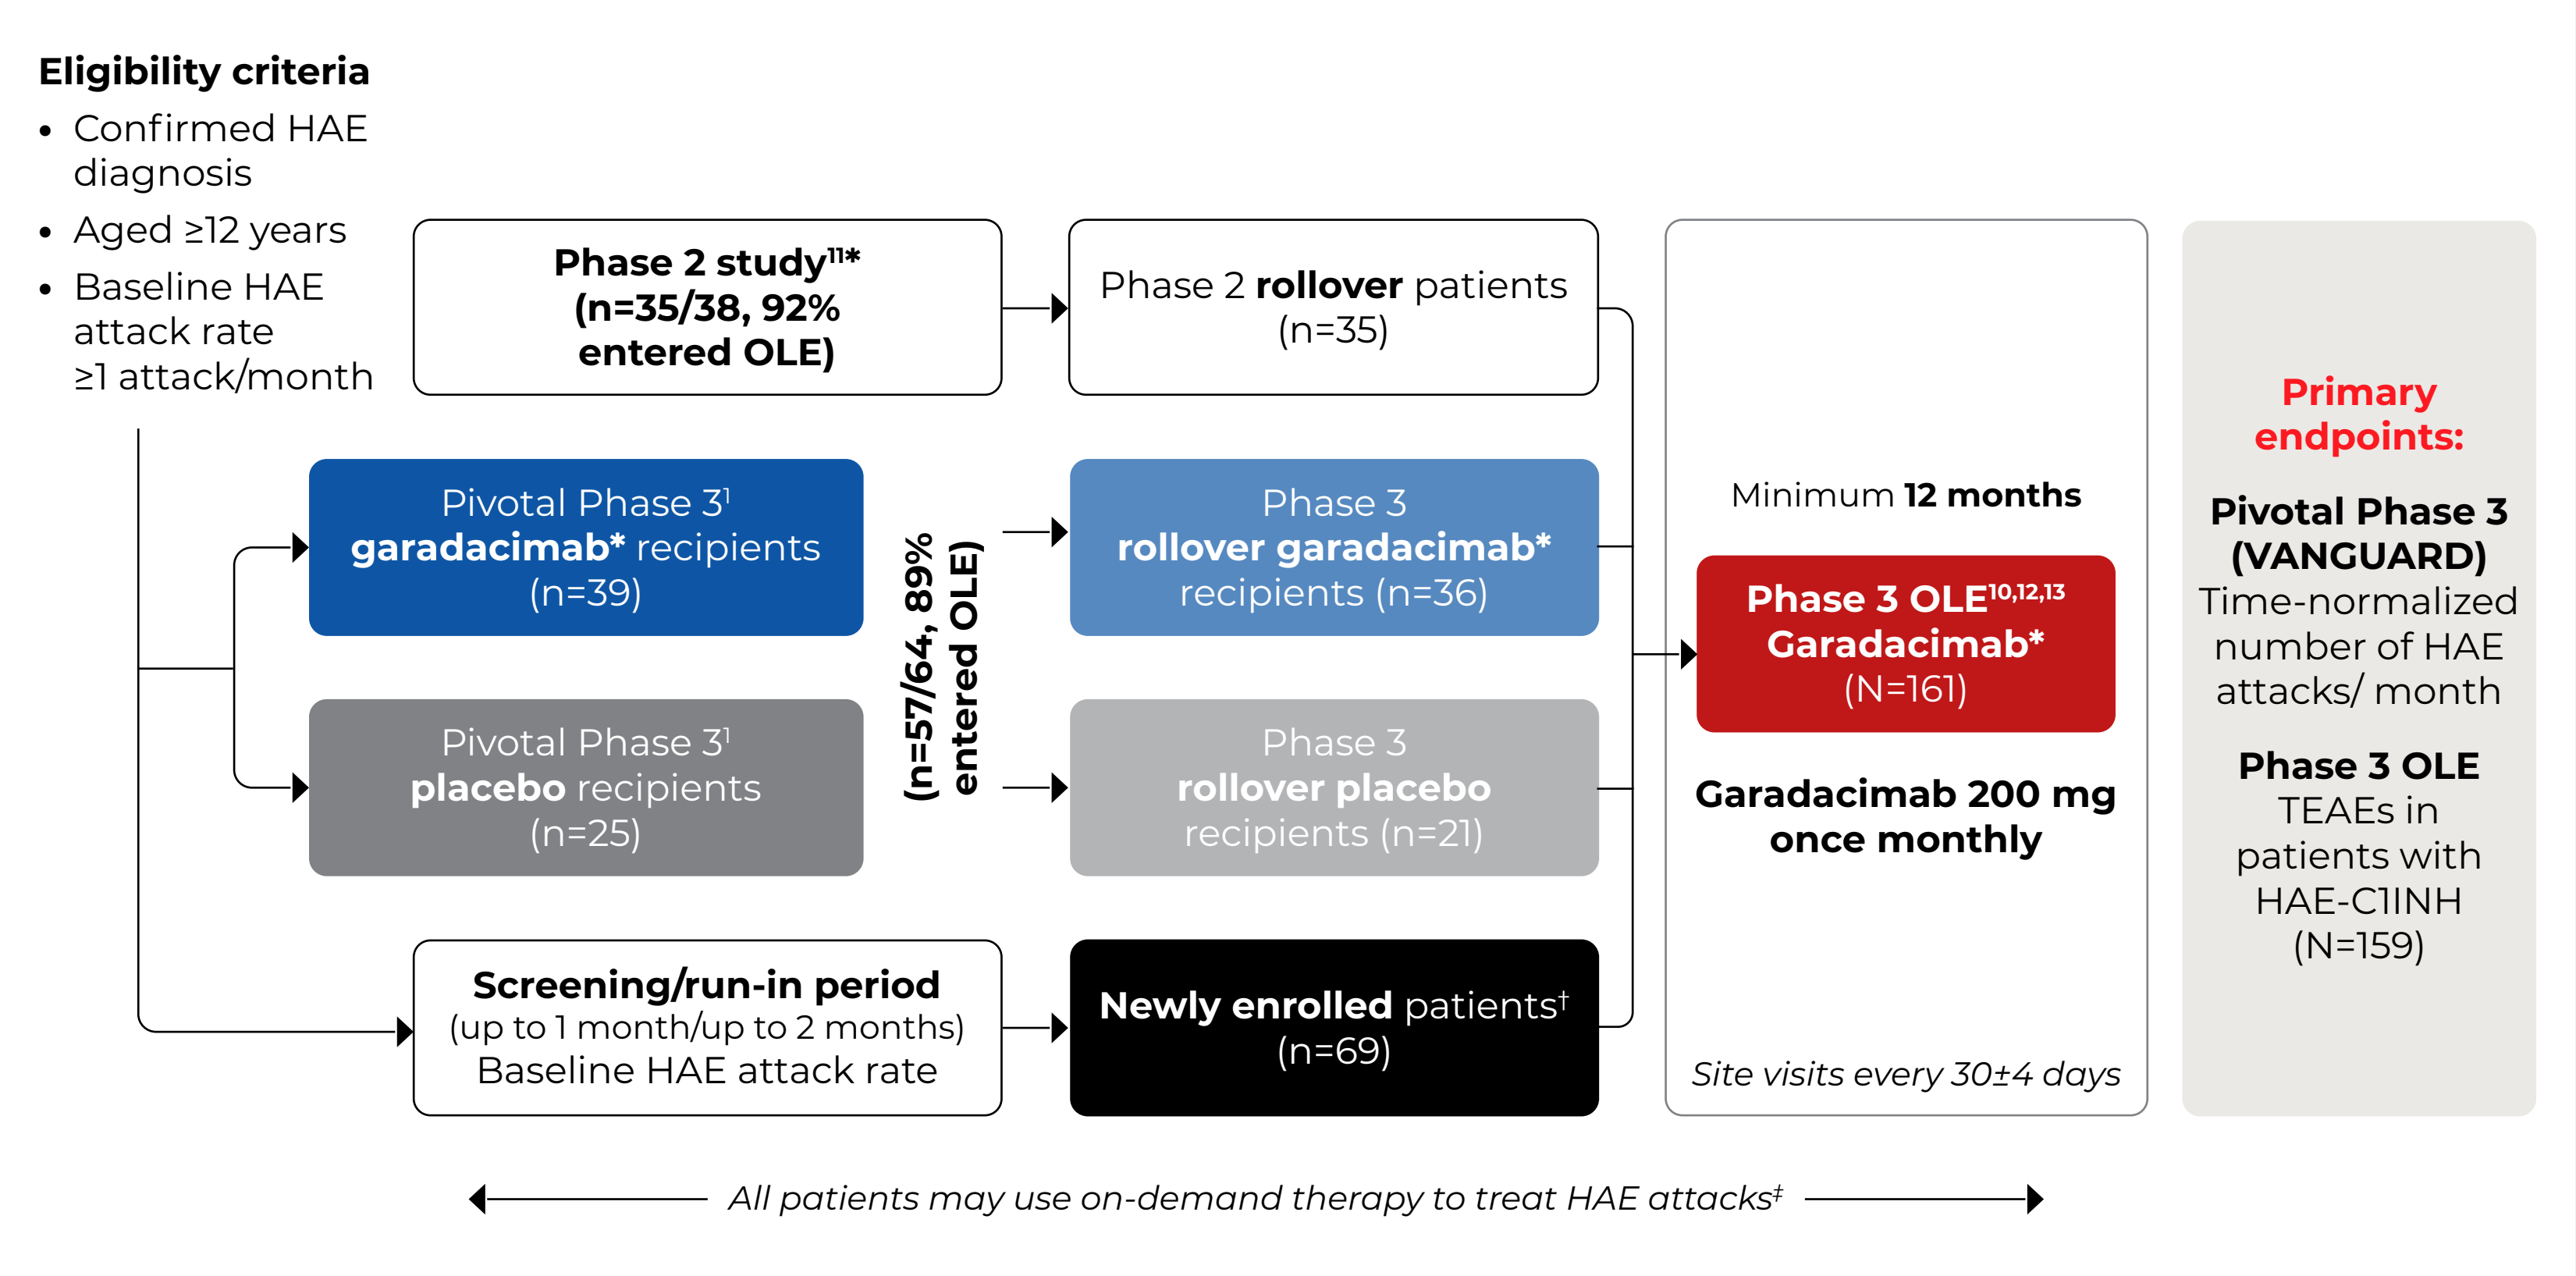 Eligibility criteria
• Confirmed HAE
diagnosis
• Aged ≥12 years
• Baseline HAE
attack rate
≥1 attack/month
Phase 2 study¹¹*
(n=35/38, 92%
entered OLE)
Phase 2 rollover patients
(n=35)
Pivotal Phase 3¹
garadacimab* recipients
(n=39)
Pivotal Phase 3¹
placebo recipients
(n=25)
(n=57/64, 89%
entered OLE)
Phase 3
rollover garadacimab*
recipients (n=36)
Phase 3
rollover placebo
recipients (n=21)
Screening/run-in period
(up to 1 month/up to 2 months)
Baseline HAE attack rate
Newly enrolled patients†
(n=69)
Minimum 12 months
Phase 3 OLE¹⁰,¹²,¹³
Garadacimab*
(N=161)
Garadacimab 200 mg
once monthly
Site visits every 30±4 days
Primary
endpoints:
Pivotal Phase 3
(VANGUARD)
Time-normalized
number of HAE
attacks/ month
Phase 3 OLE
TEAEs in
patients with
HAE-C1INH
(N=159)
All patients may use on-demand therapy to treat HAE attacks‡